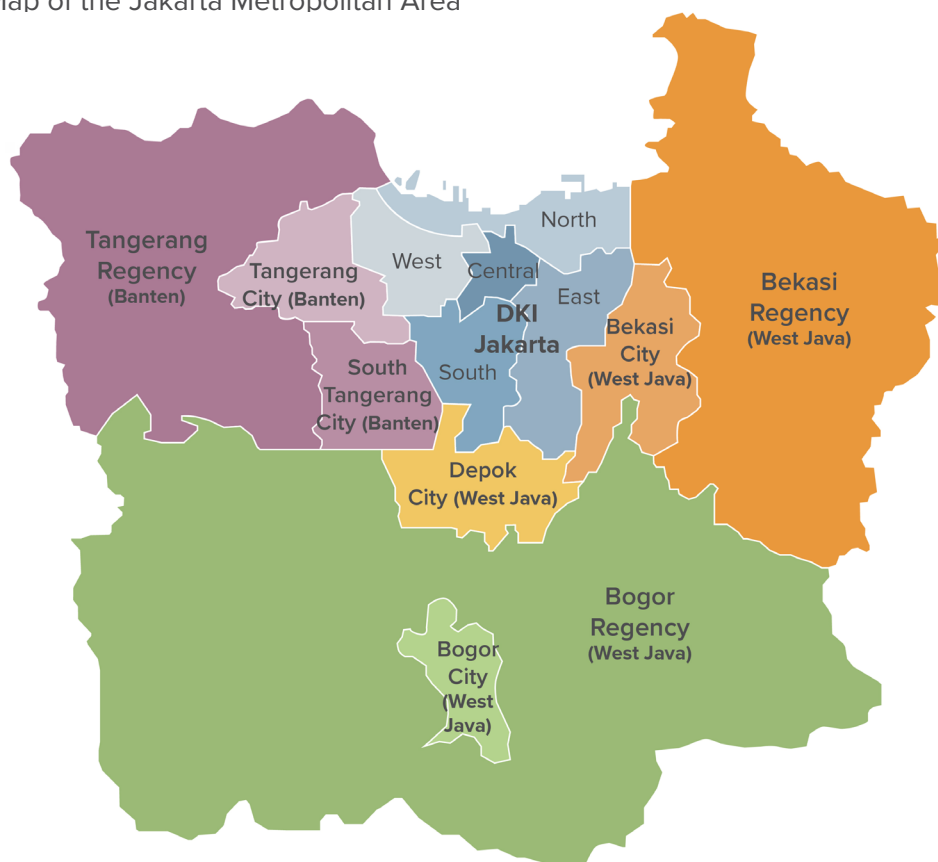 Map of the Jakarta Metropolitan Area
North
Tangerang
Regency
(Banten)
West
Central
Tangerang
City (Banten)
East
DKI
Jakarta
Bekasi
Regency
(West Java)
Bekasi
City
(West Java)
South
South
Tangerang
City (Banten)
Depok
City (West Java)
Bogor
Regency
(West Java)
Bogor
City
(West
Java)